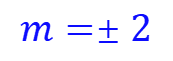 m = ± 2